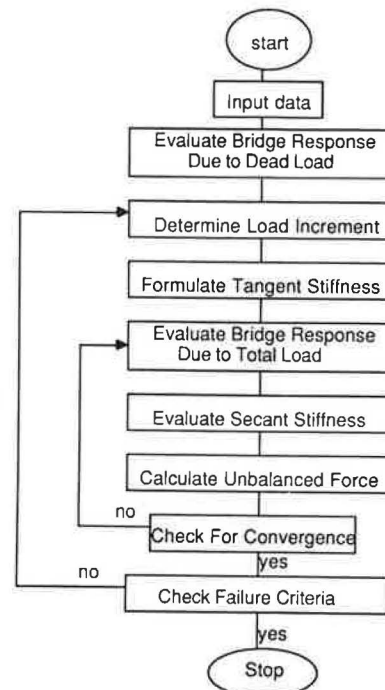 start
Input data
Evaluate Bridge Response
Due to Dead Load
Determine Load Increment
Formulate Tangent Stiffness
Evaluate Bridge Response
Due to Total Load
Evaluate Secant Stiffness
Calculate Unbalanced Force
no
Check For Convergence
yes
no
Check Failure Criteria
yes
Stop